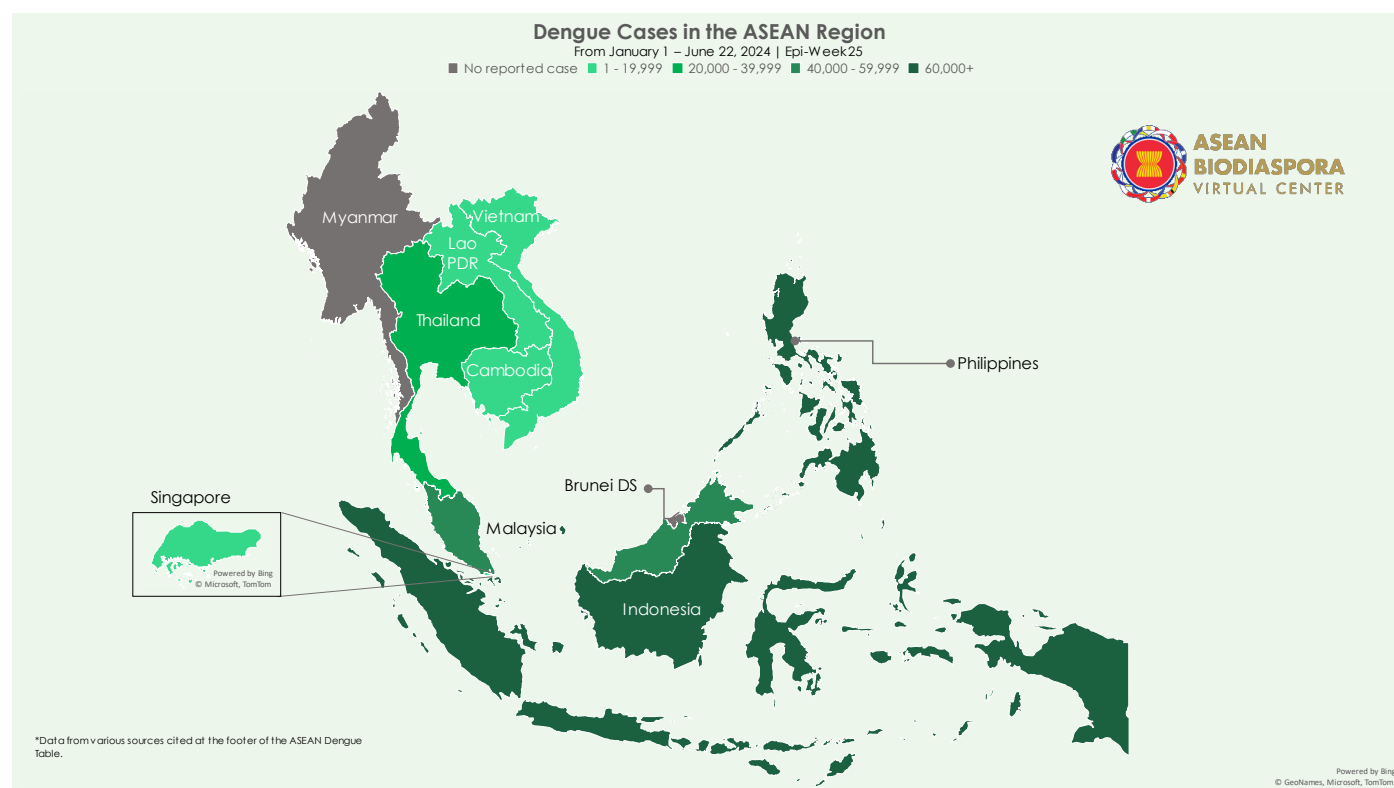 Dengue Cases in the ASEAN Region
From January 1 – June 22, 2024 | Epi-Week25
No reported case 1 - 19,999 20,000 - 39,999 40,000 - 59,999 60,000+
ASEAN
BIODIASPORA
VIRTUAL CENTER
Myanmar
Vietnam
Lao
PDR
Thailand
Cambodia
Philippines
Brunei DS
Singapore
Malaysia
Powered by Bing
© Microsoft, TomTom
Indonesia
*Data from various sources cited at the footer of the ASEAN Dengue
Table.
Powered by Bing
© GeoNames, Microsoft, TomTom